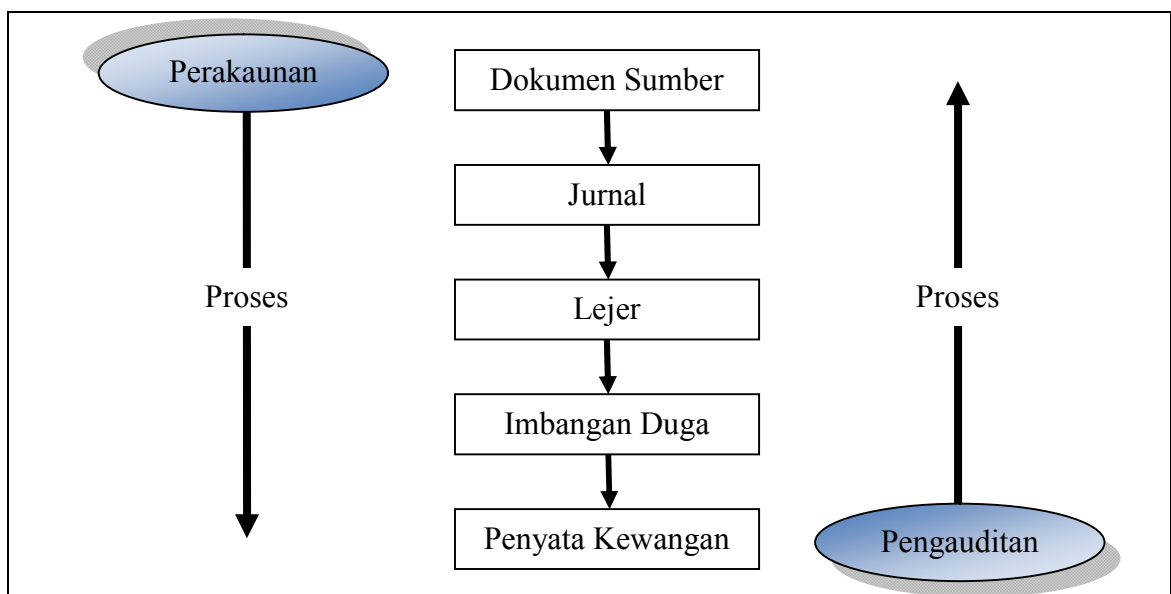 Perakaunan
Dokumen Sumber
Jurnal
Proses
Lejer
Proses
Imbangan Duga
Penyata Kewangan
Pengauditan